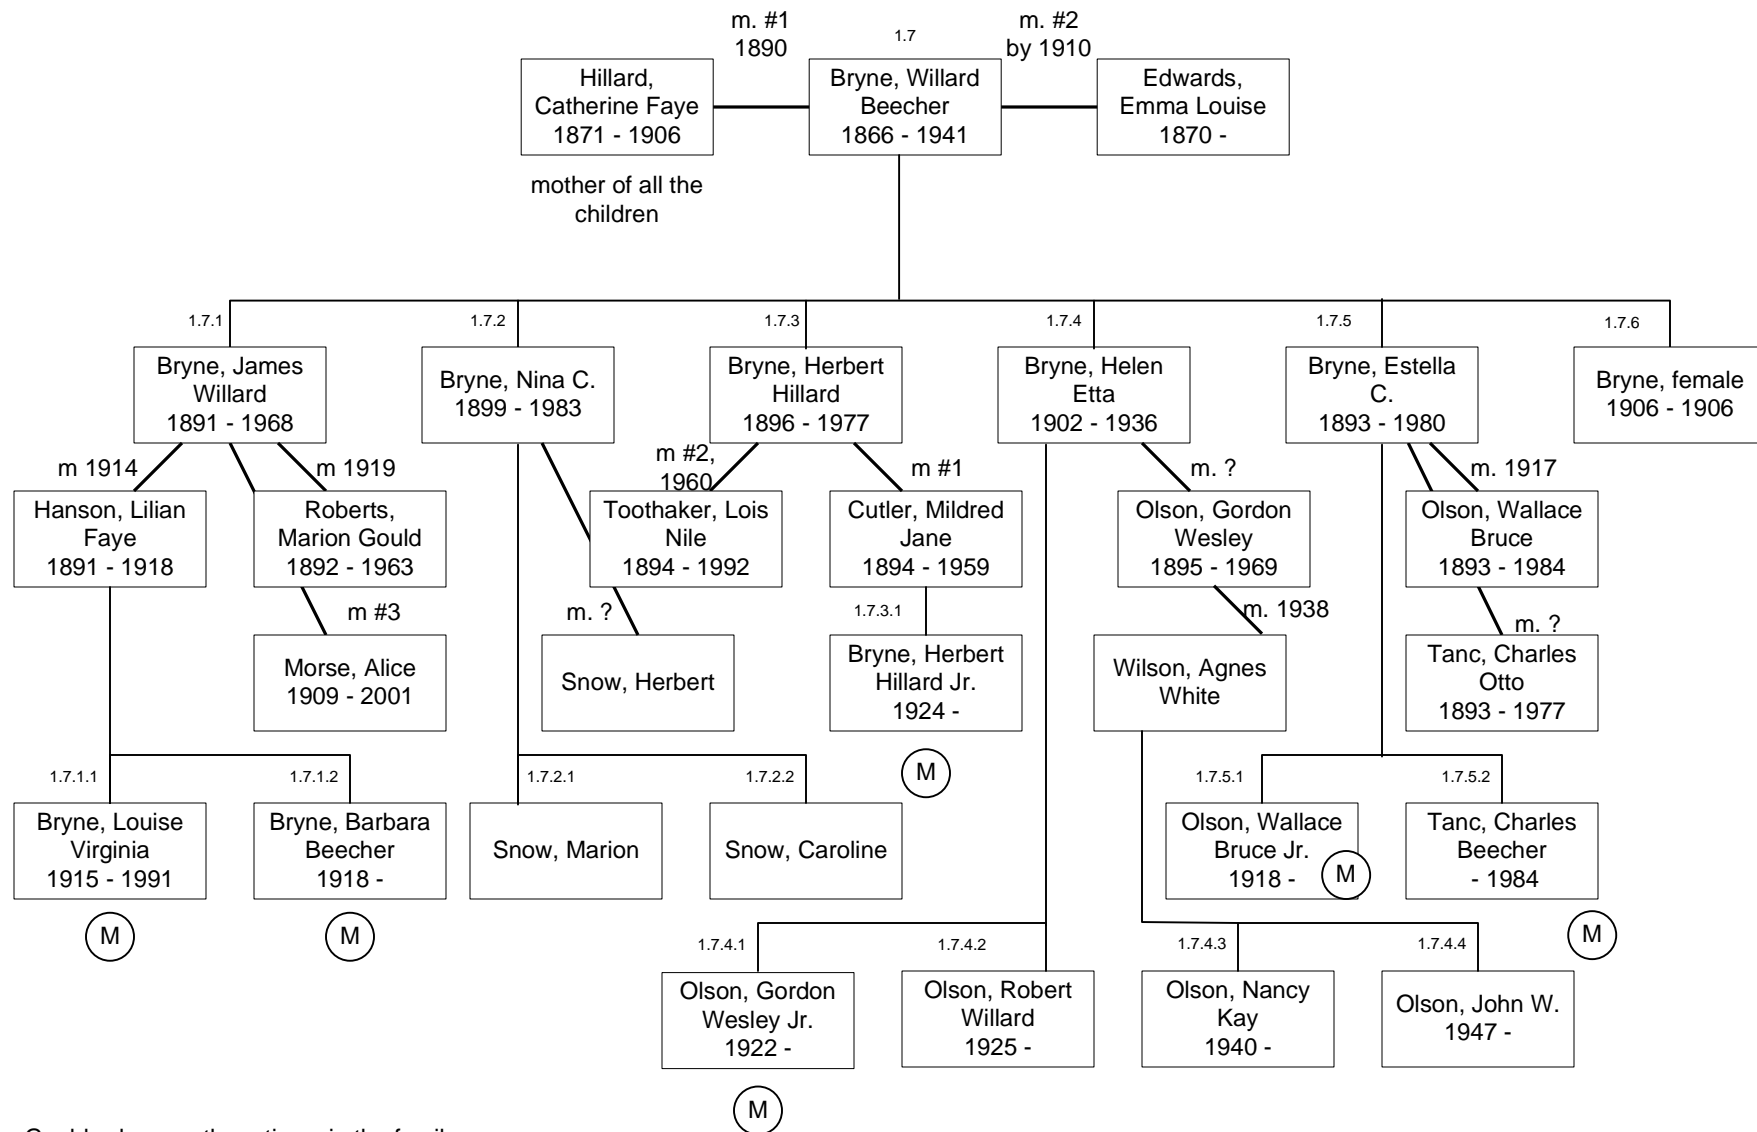 m. #1
1890
1.7
m. #2
by 1910
Hillard,
Catherine Faye
1871 - 1906
Bryne, Willard
Beecher
1866 - 1941
Edwards,
Emma Louise
1870 -
mother of all the
children
1.7.1
1.7.2
1.7.3
1.7.4
1.7.5
1.7.6
Bryne, James
Willard
1891 - 1968
Bryne, Nina C.
1899 - 1983
Bryne, Herbert
Hillard
1896 - 1977
Bryne, Helen
Etta
1902 - 1936
Bryne, Estella
C.
1893 - 1980
Bryne, female
1906 - 1906
m 1914
m 1919
m #2,
1960
m #1
m. ?
m. 1917
Hanson, Lilian
Faye
1891 - 1918
Roberts,
Marion Gould
1892 - 1963
Toothaker, Lois
Nile
1894 - 1992
Cutler, Mildred
Jane
1894 - 1959
Olson, Gordon
Wesley
1895 - 1969
Olson, Wallace
Bruce
1893 - 1984
m #3
m. ?
1.7.3.1
m. 1938
m. ?
Morse, Alice
1909 - 2001
Snow, Herbert
Bryne, Herbert
Hillard Jr.
1924 -
Wilson, Agnes
White
Tanc, Charles
Otto
1893 - 1977
M
1.7.1.1
1.7.1.2
1.7.2.1
1.7.2.2
1.7.5.1
1.7.5.2
Bryne, Louise
Virginia
1915 - 1991
Bryne, Barbara
Beecher
1918 -
Snow, Marion
Snow, Caroline
Olson, Wallace
Bruce Jr.
1918 -
M
Tanc, Charles
Beecher
- 1984
M
M
M
1.7.4.1
1.7.4.2
1.7.4.3
1.7.4.4
Olson, Gordon
Wesley Jr.
1922 -
Olson, Robert
Willard
1925 -
Olson, Nancy
Kay
1940 -
Olson, John W.
1947 -
M